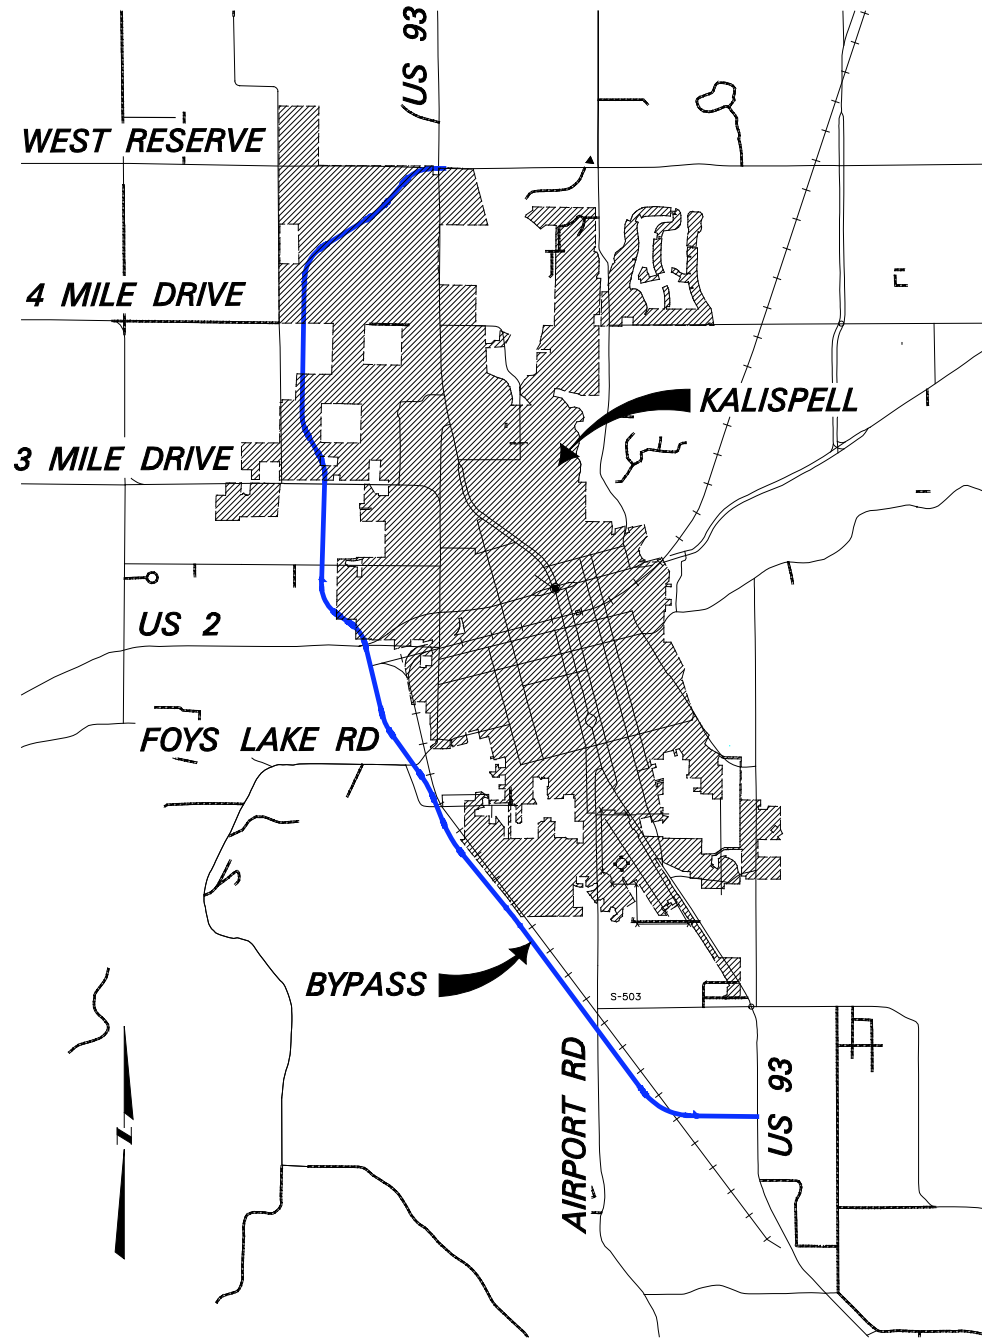 US 93
WEST RESERVE
4 MILE DRIVE
KALISPELL
3 MILE DRIVE
US 2
FOYS LAKE RD
BYPASS
S-503
AIRPORT RD
US 93
N